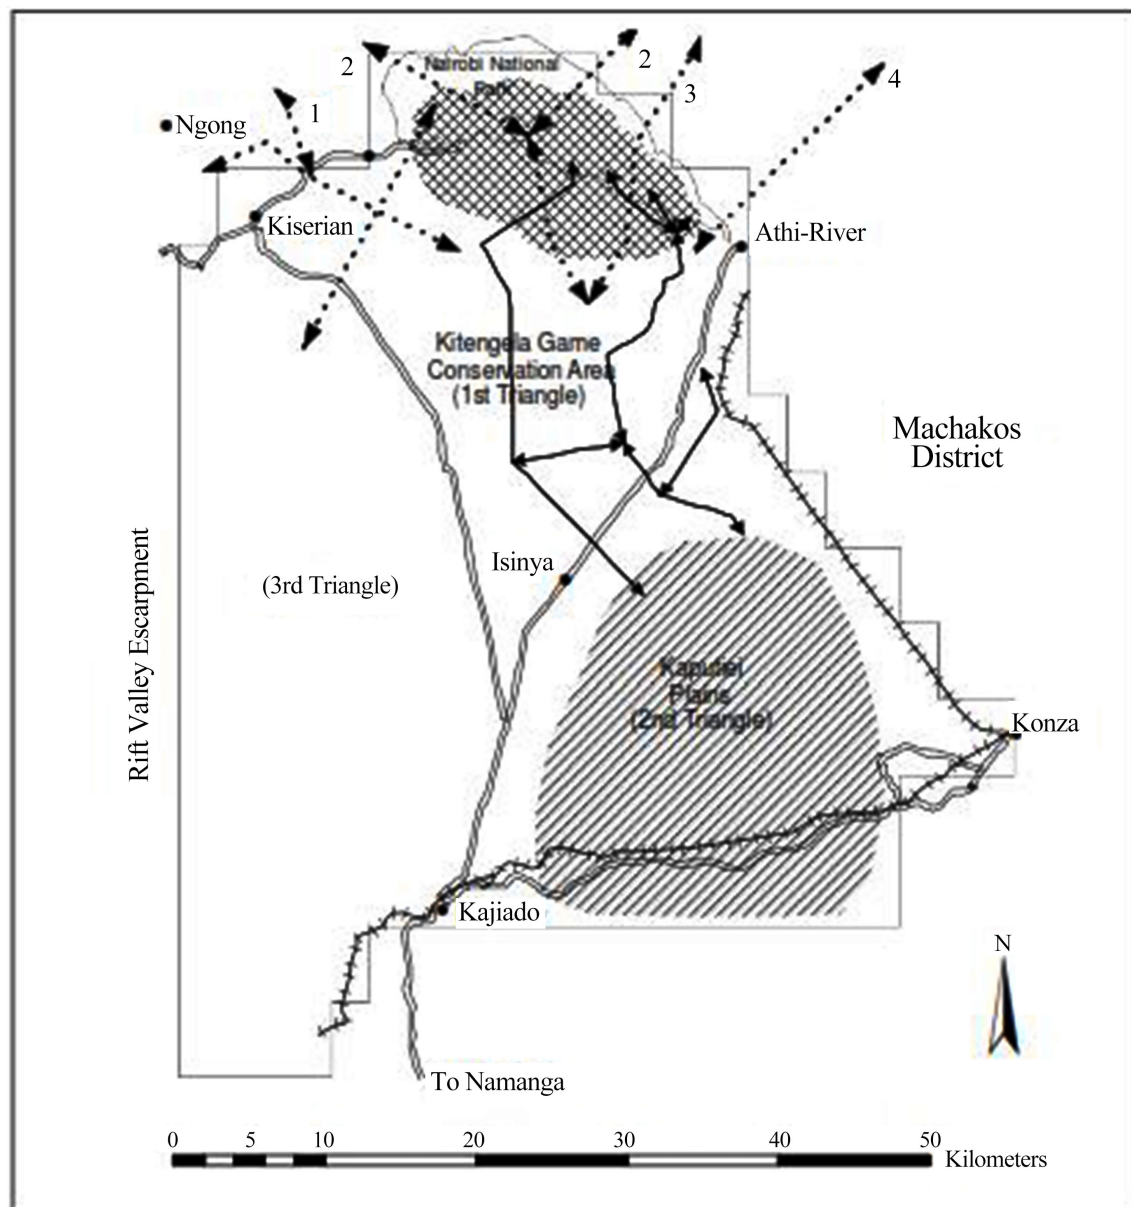 2
2
3
4
Nairobi National
Park
1
Ngong
Kiserian
Athi-River
Kitengela Game
Conservation Area
(1st Triangle)
Machakos
District
Rift Valley Escarpment
Isinya
(3rd Triangle)
Kaputiei
Plains
(2nd Triangle)
Konza
Kajiado
N
To Namanga
0 5 10 20 30 40 50
Kilometers